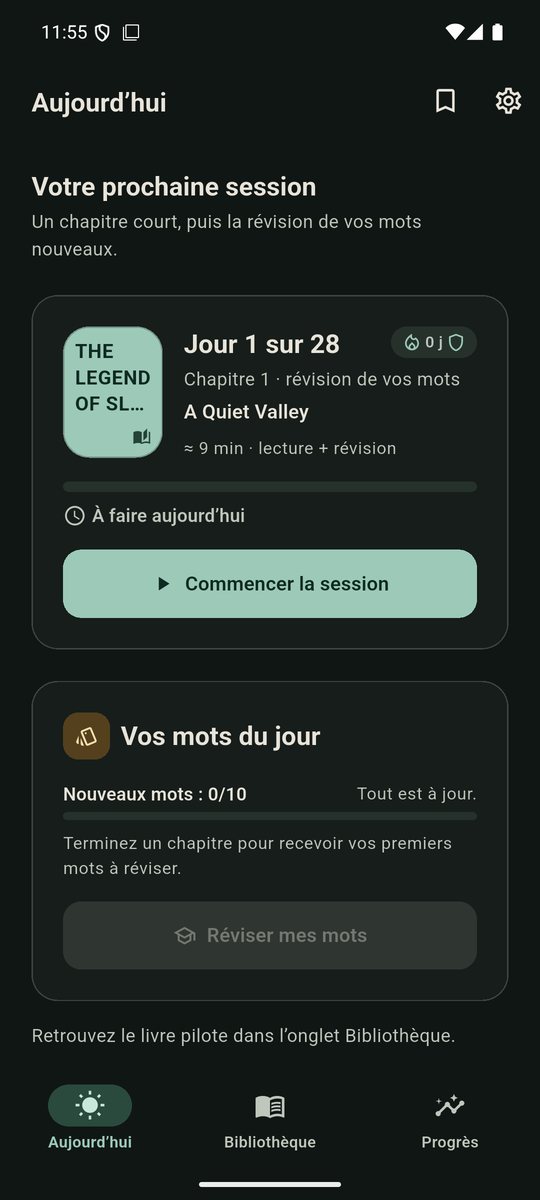 11:55
Aujourd’hui
Votre prochaine session
Un chapitre court, puis la révision de vos mots
nouveaux.
THE
LEGEND
OF SL…
Jour 1 sur 28
0 j
Chapitre 1 · révision de vos mots
A Quiet Valley
≈ 9 min · lecture + révision
À faire aujourd’hui
Commencer la session
Vos mots du jour
Nouveaux mots : 0/10
Tout est à jour.
Terminez un chapitre pour recevoir vos premiers
mots à réviser.
Réviser mes mots
Retrouvez le livre pilote dans l’onglet Bibliothèque.
Aujourd’hui
Bibliothèque
Progrès